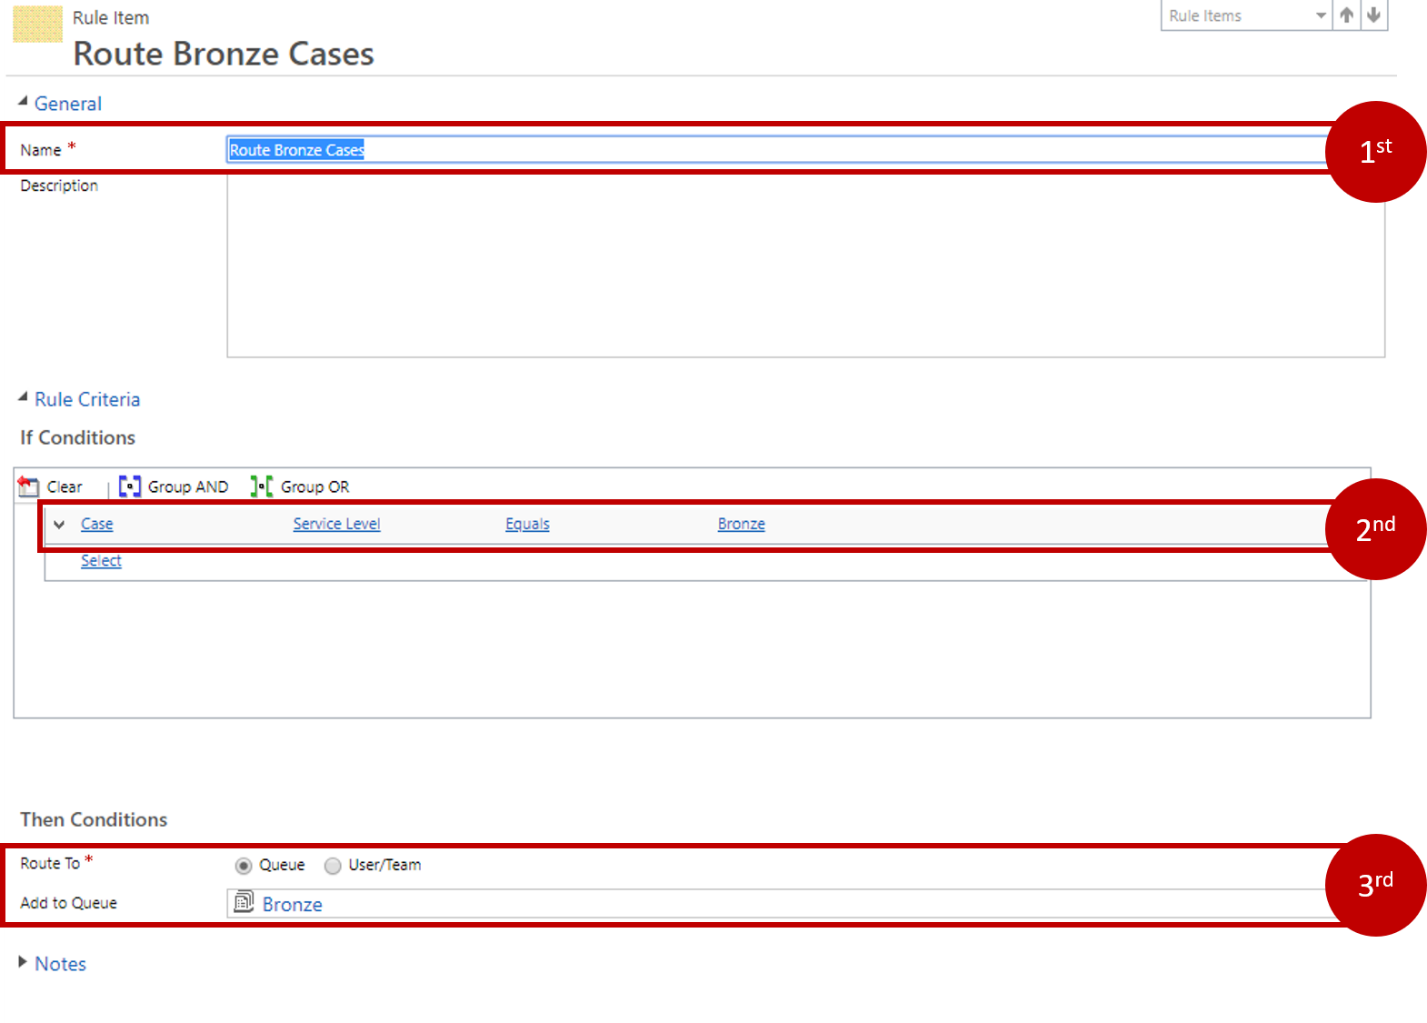 Rule Item
Rule Items
Route Bronze Cases
General
Name *
Route Bronze Cases
1st
Description
Rule Criteria
If Conditions
Clear | Group AND Group OR
Case Service Level Equals Bronze
2nd
Select
Then Conditions
Route To * Queue User/Team
3rd
Add to Queue Bronze
Notes